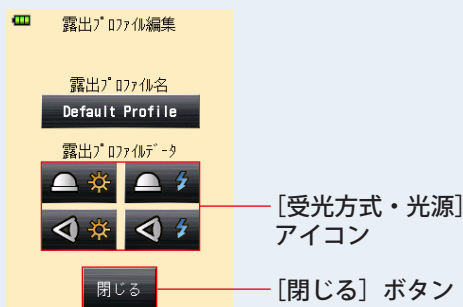 露出ﾌﾟﾛﾌｧｲﾙ編集
露出ﾌﾟﾛﾌｧｲﾙ名
Default Profile
露出ﾌﾟﾛﾌｧｲﾙﾃﾞｰﾀ
［受光方式・光源］
アイコン
閉じる
［閉じる］ボタン